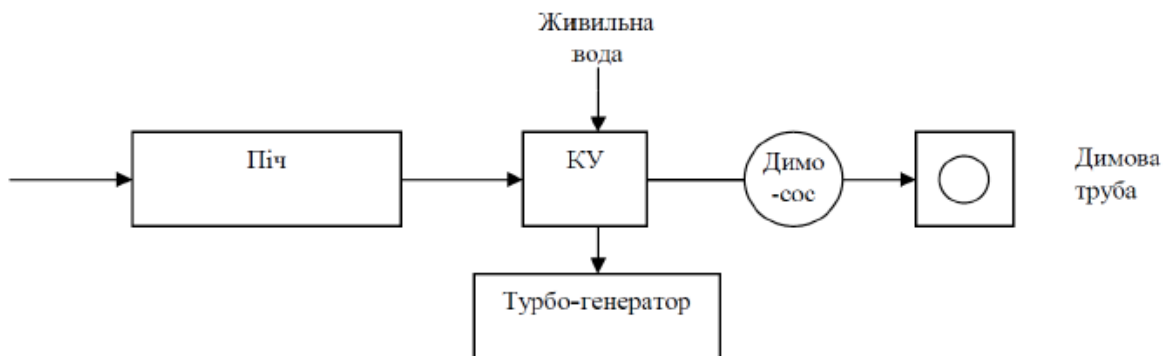 Живильна
вода
Піч
КУ
Димо
-сос
Димова
труба
Турбо-генератор